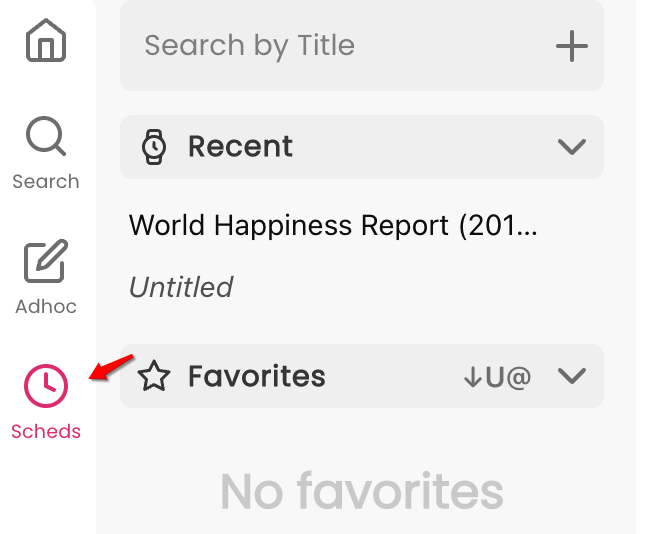 Search by Title
Search
Adhoc
Scheds
Recent
World Happiness Report (201...
Untitled
Favorites
↓U@
No favorites